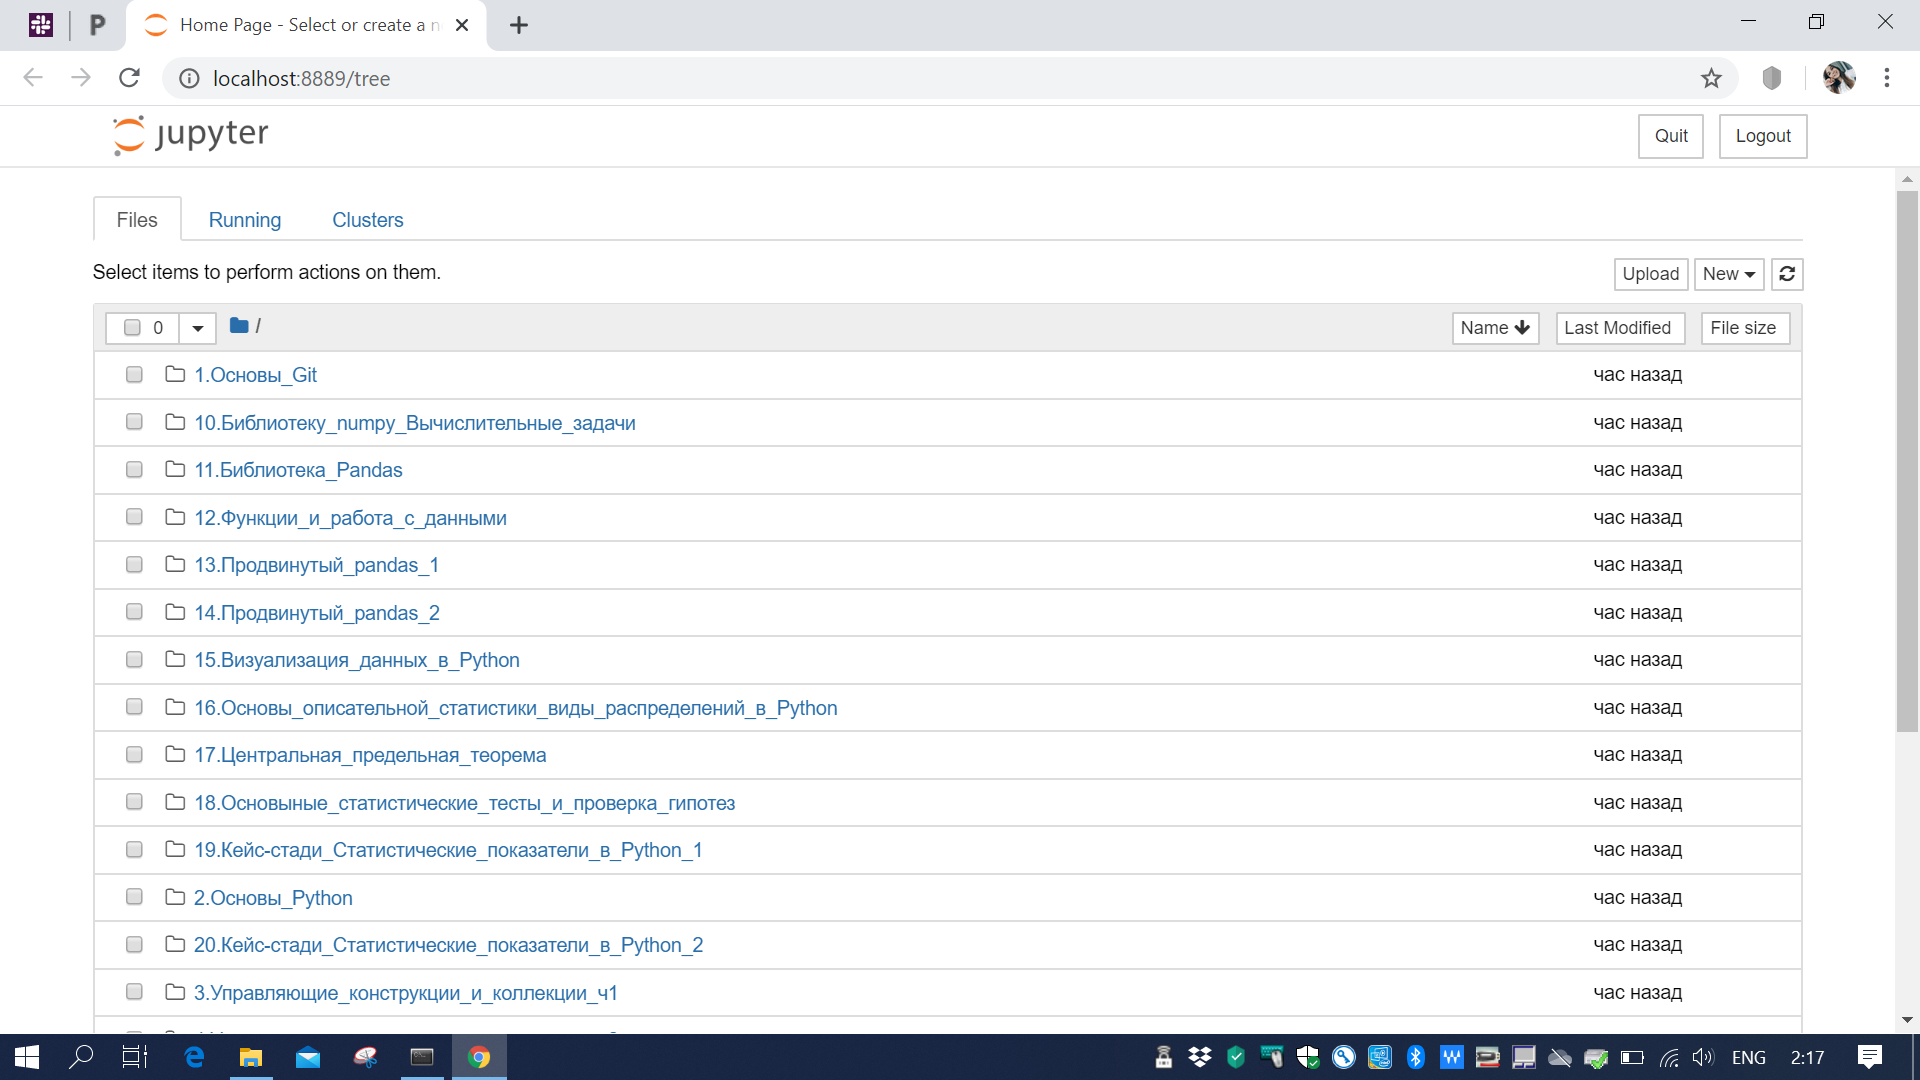 Home Page - Select or create a n
localhost:8889/tree
jupyter
Quit
Logout
Files
Running
Clusters
Select items to perform actions on them.
Upload
New
0
/
Name
Last Modified
File size
1.Основы_Git
час назад
10.Библиотеку_numpy_Вычислительные_задачи
час назад
11.Библиотека_Pandas
час назад
12.Функции_и_работа_с_данными
час назад
13.Продвинутый_pandas_1
час назад
14.Продвинутый_pandas_2
час назад
15.Визуализация_данных_в_Python
час назад
16.Основы_описательной_статистики_виды_распределений_в_Python
час назад
17.Центральная_предельная_теорема
час назад
18.Основыные_статистические_тесты_и_проверка_гипотез
час назад
19.Кейс-стади_Статистические_показатели_в_Python_1
час назад
2.Основы_Python
час назад
20.Кейс-стади_Статистические_показатели_в_Python_2
час назад
3.Управляющие_конструкции_и_коллекции_ч1
час назад
ENG
2:17